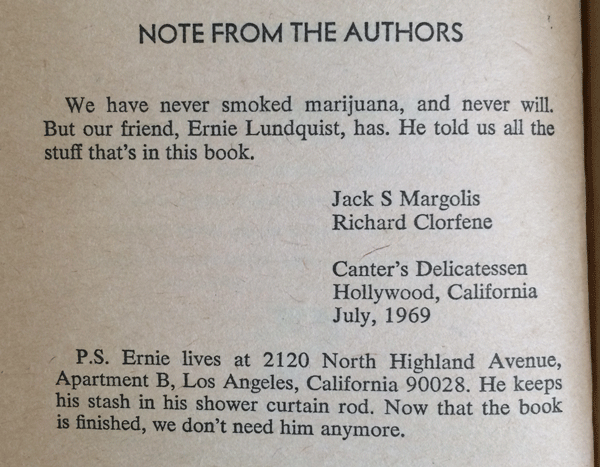 NOTE FROM THE AUTHORS
We have never smoked marijuana, and never will.
But our friend, Ernie Lundquist, has. He told us all the
stuff that's in this book.
Jack S Margolis
Richard Clorfene
Canter's Delicatessen
Hollywood, California
July, 1969
P.S. Ernie lives at 2120 North Highland Avenue,
Apartment B, Los Angeles, California 90028. He keeps
his stash in his shower curtain rod. Now that the book
is finished, we don't need him anymore.